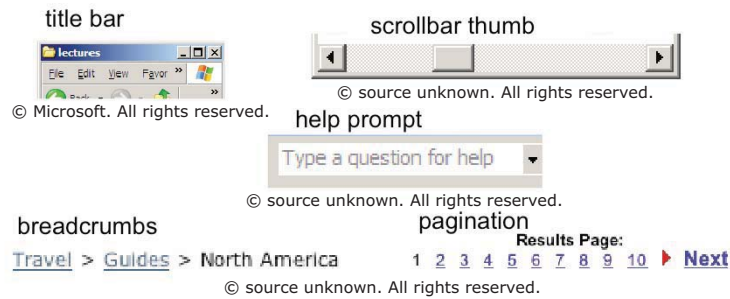 title bar
lectures
File Edit View Favor »
»
© Microsoft. All rights reserved.
scrollbar thumb
© source unknown. All rights reserved.
help prompt
Type a question for help
© source unknown. All rights reserved.
breadcrumbs
Travel > Guides > North America
pagination
Results Page:
1 2 3 4 5 6 7 8 9 10 Next
© source unknown. All rights reserved.